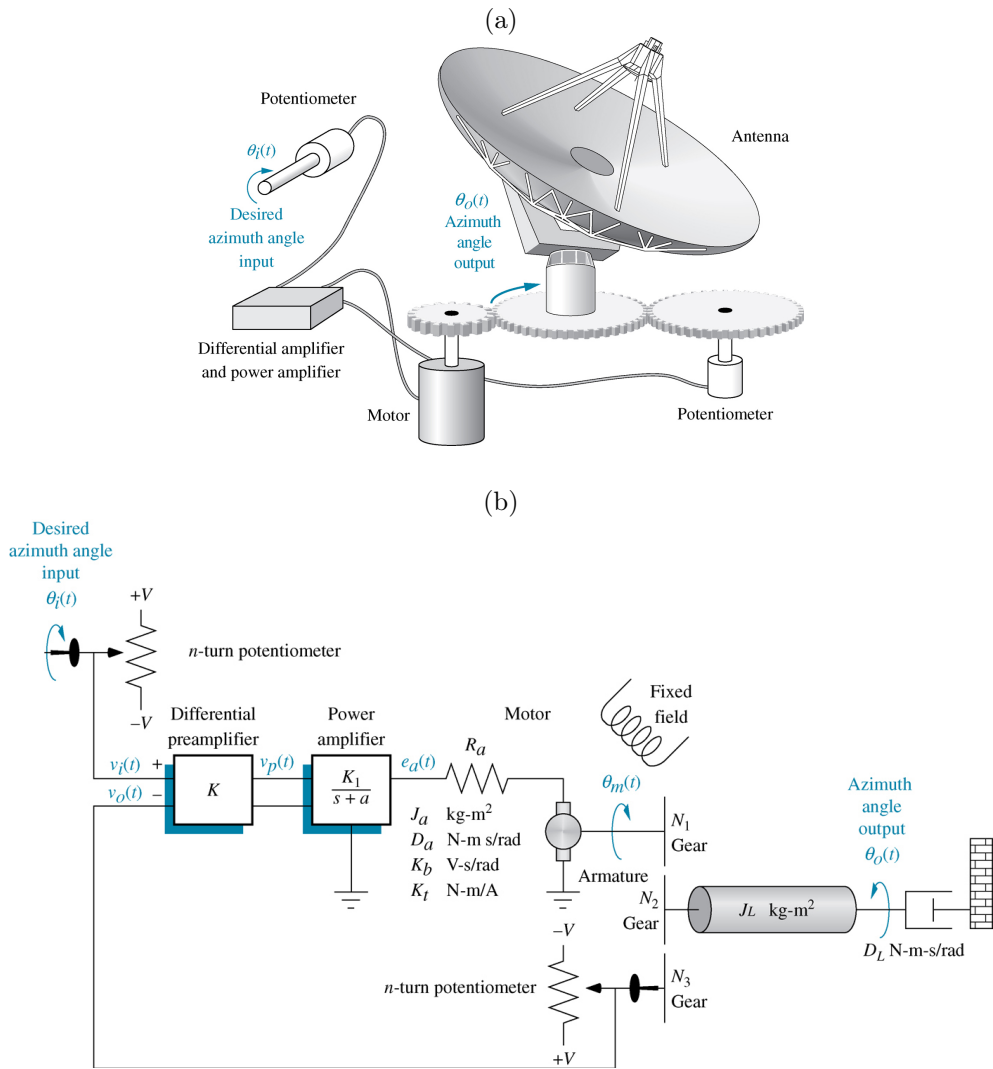 (a)
Potentiometer
θi(t)
Desired
azimuth angle
input
Antenna
θO(t)
Azimuth
angle
output
Differential amplifier
and power amplifier
Motor
Potentiometer
(b)
Desired
azimuth angle
input
θi(t)
+V
n-turn potentiometer
−V
Differential
preamplifier
Power
amplifier
Motor
Fixed
field
vi(t)
+
vo(t)
−
K
vp(t)
K1
s + a
ea(t)
Ra
Ja kg-m²
Da N-m s/rad
Kb V-s/rad
Kt N-m/A
θm(t)
N1
Gear
Armature
Azimuth
angle
output
θo(t)
N2
Gear
JL kg-m²
DL N-m-s/rad
−V
n-turn potentiometer
+V
N3
Gear